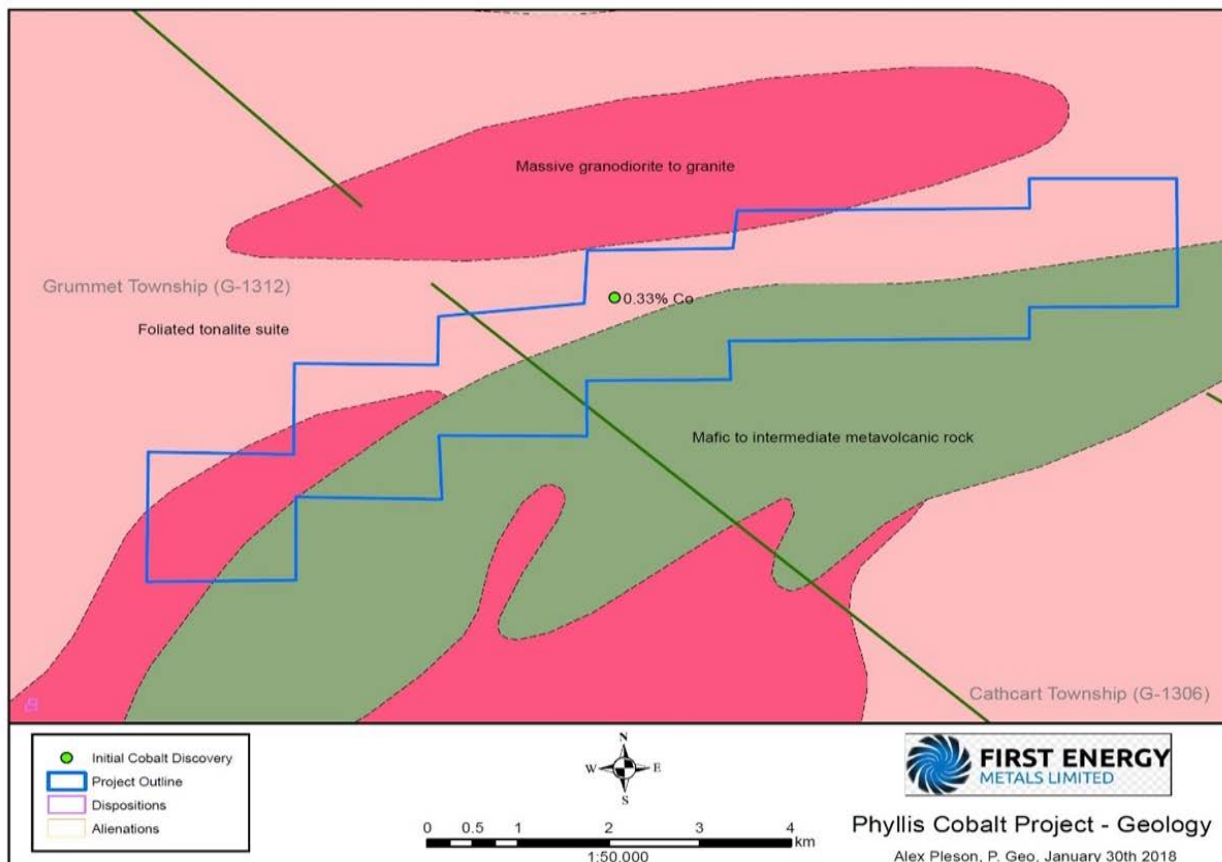 Massive granodiorite to granite
Grummet Township (G-1312)
0.33% Co
Foliated tonalite suite
Mafic to intermediate metavolcanic rock
Cathcart Township (G-1306)
Initial Cobalt Discovery
Project Outline
Dispositions
Alienations
N
W E
S
0 0.5 1 2 3 4
km
1:50,000
FIRST ENERGY
METALS LIMITED
Phyllis Cobalt Project - Geology
Alex Pleson, P. Geo, January 30th 2018